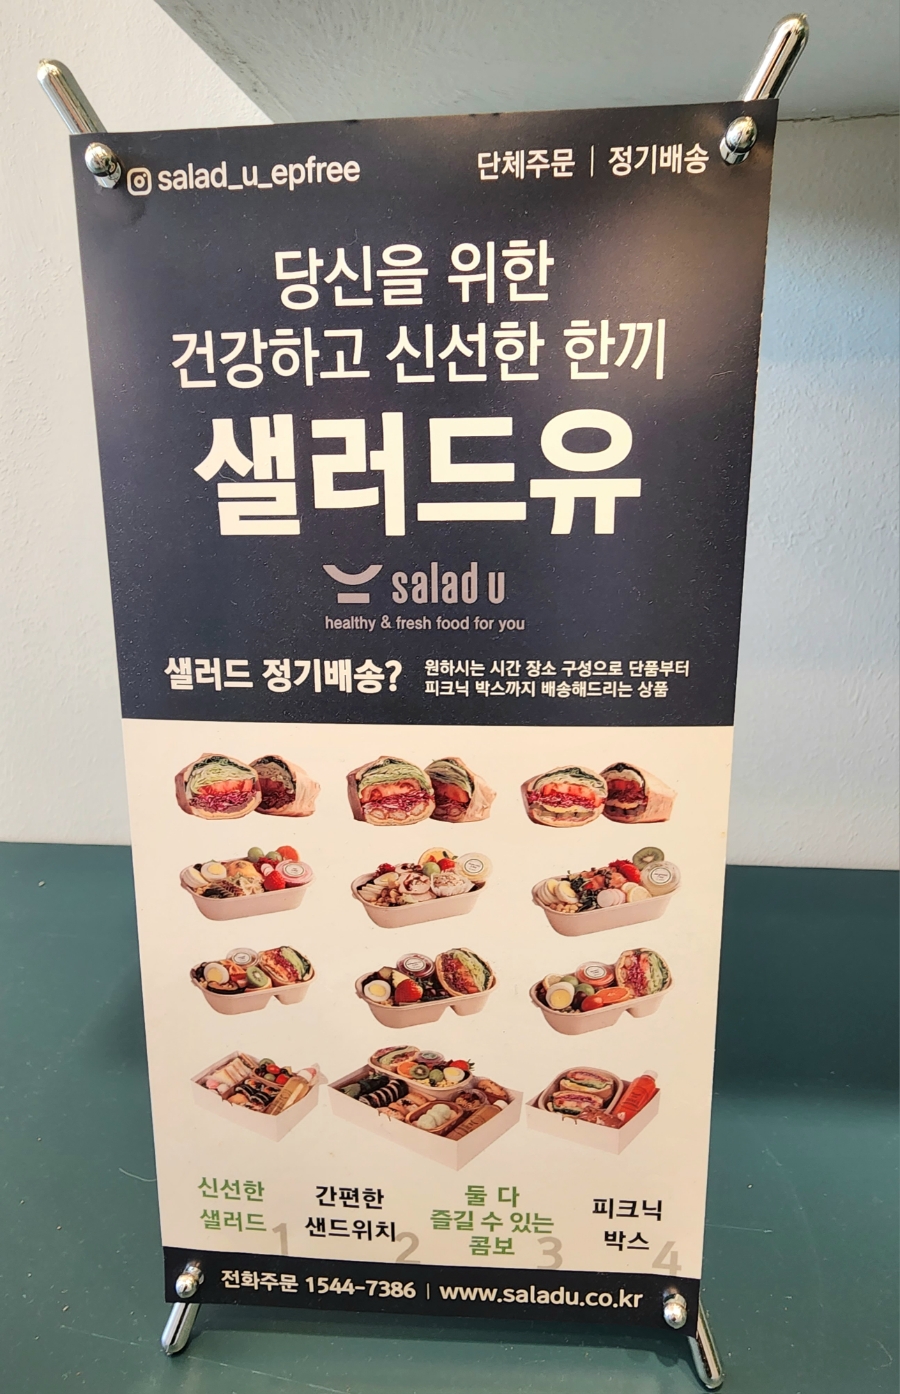 salad_u_epfree
단체주문 | 정기배송
당신을 위한
건강하고 신선한 한끼
샐러드유
salad u
healthy & fresh food for you
샐러드 정기배송?
원하시는 시간 장소 구성으로 단품부터
피크닉 박스까지 배송해드리는 상품
신선한
샐러드
1
간편한
샌드위치
2
둘 다
즐길 수 있는
콤보
3
피크닉
박스
4
전화주문 1544-7386 | www.saladu.co.kr